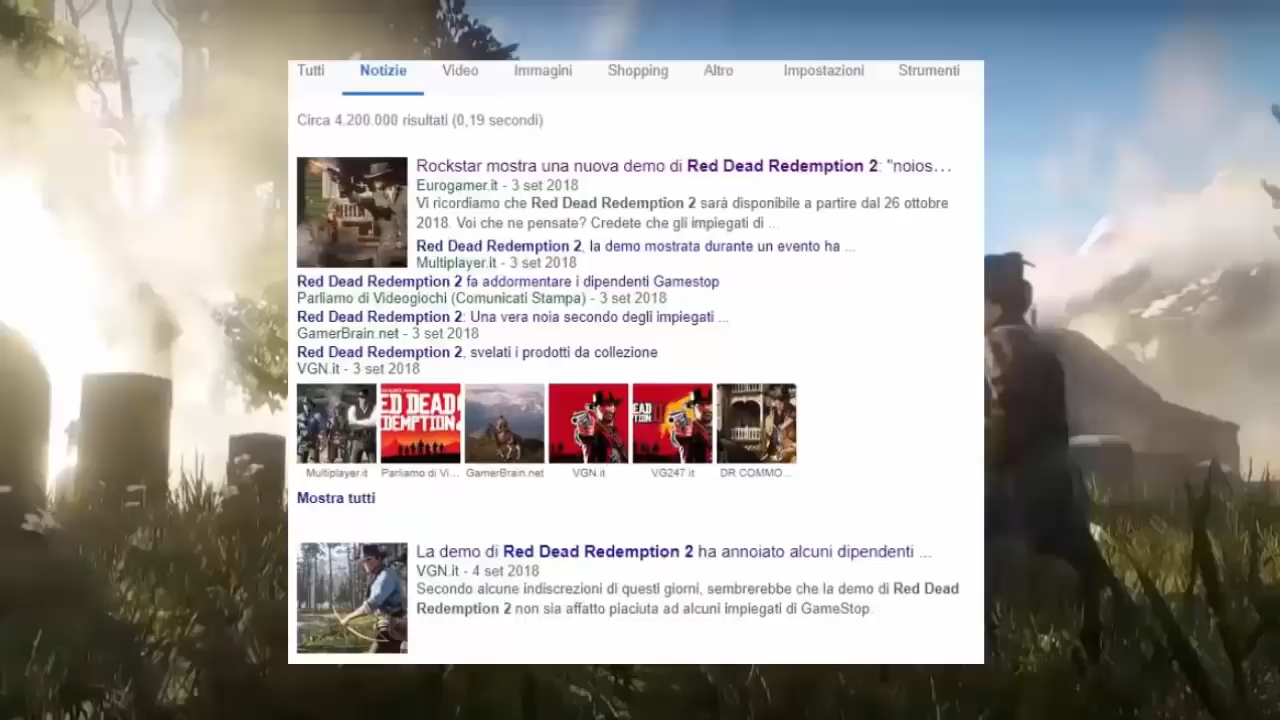 Tutti Notizie Video Immagini Shopping Altro Impostazioni Strumenti
Circa 4.200.000 risultati (0,19 secondi)
Rockstar mostra una nuova demo di Red Dead Redemption 2: "noios...
Eurogamer.it - 3 set 2018
Vi ricordiamo che Red Dead Redemption 2 sarà disponibile a partire dal 26 ottobre
2018. Voi che ne pensate? Credete che gli impiegati di ...
Red Dead Redemption 2, la demo mostrata durante un evento ha ...
Multiplayer.it - 3 set 2018
Red Dead Redemption 2 fa addormentare i dipendenti Gamestop
Parliamo di Videogiochi (Comunicati Stampa) - 3 set 2018
Red Dead Redemption 2: Una vera noia secondo degli impiegati ...
GamerBrain.net - 3 set 2018
Red Dead Redemption 2, svelati i prodotti da collezione
VGN.it - 3 set 2018
ED DEAD
DEMPTION 2
EAD
TION
Multiplayer.it Parliamo di Vi... GamerBrain.net VGN.it VG247.it DR COMMO...
Mostra tutti
La demo di Red Dead Redemption 2 ha annoiato alcuni dipendenti ...
VGN.it - 4 set 2018
Secondo alcune indiscrezioni di questi giorni, sembrerebbe che la demo di Red Dead
Redemption 2 non sia affatto piaciuta ad alcuni impiegati di GameStop.